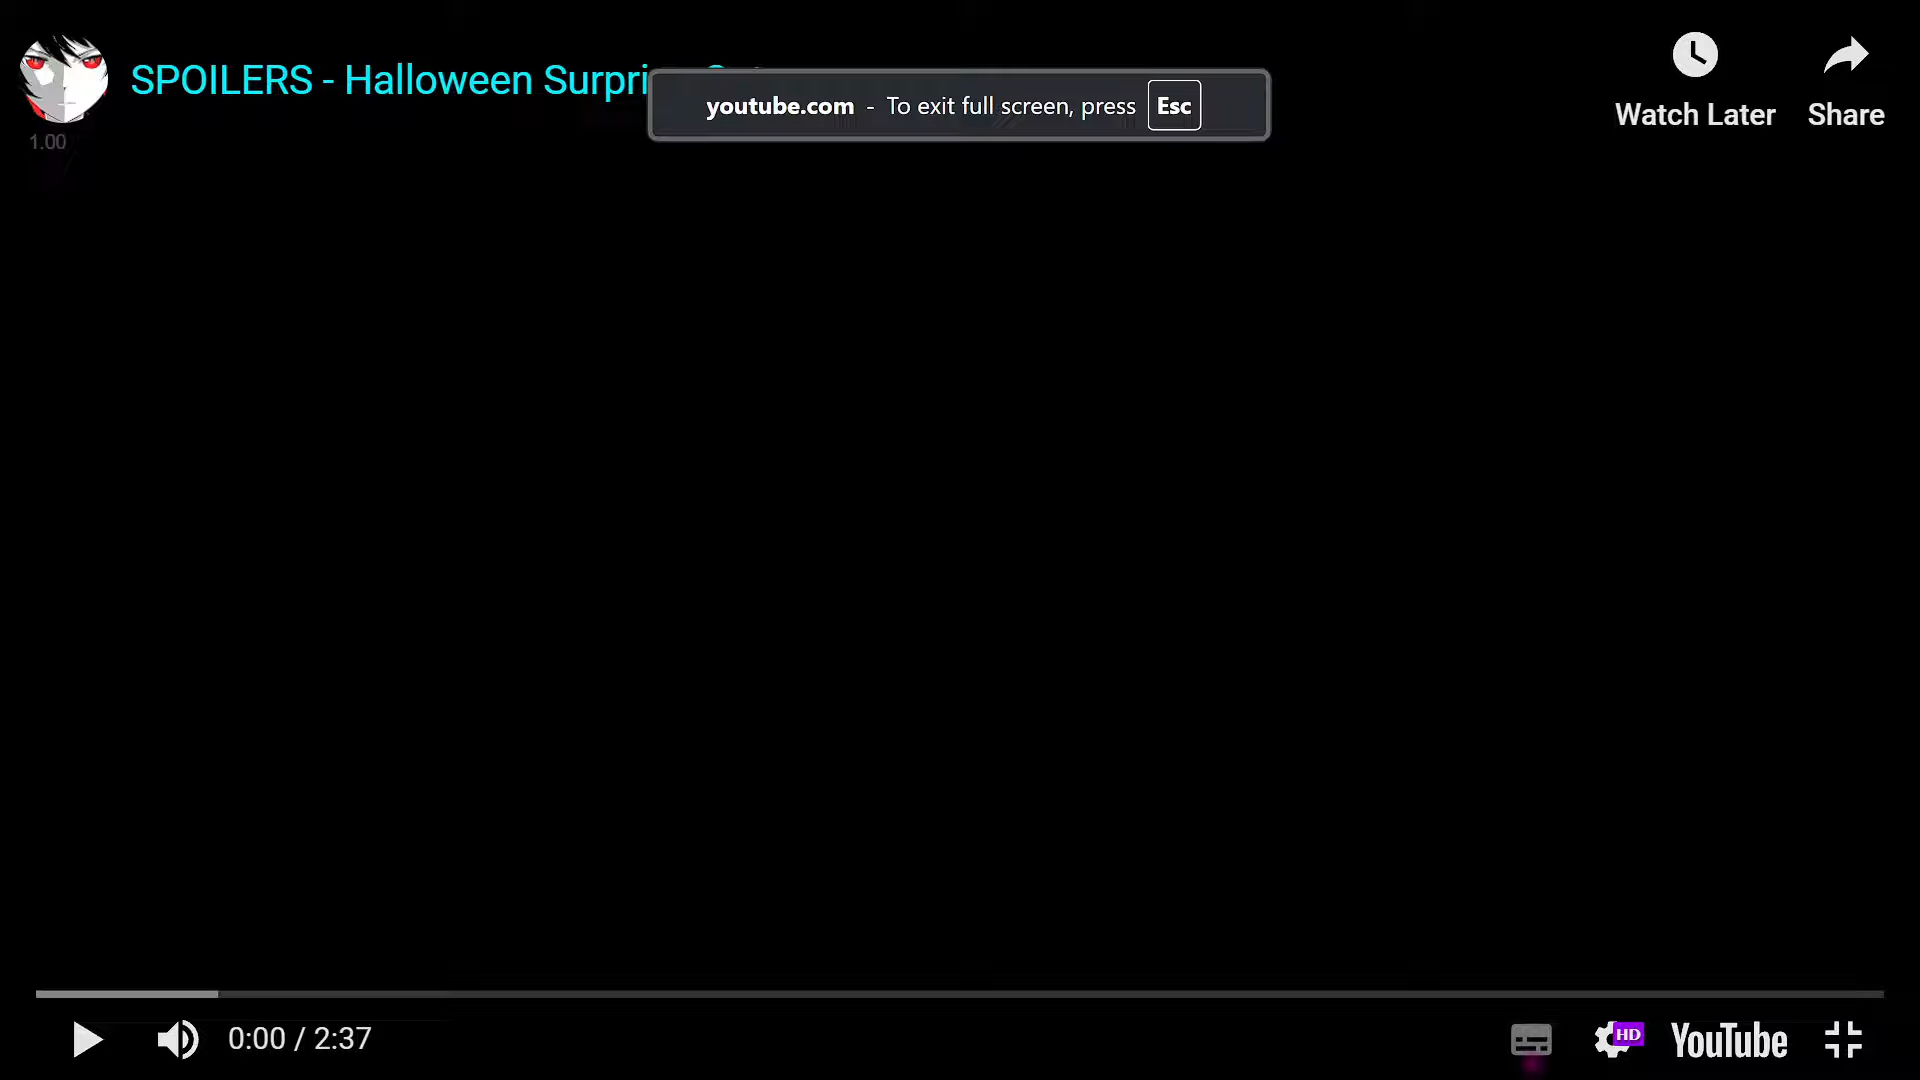 SPOILERS - Halloween Surpri
youtube.com - To exit full screen, press Esc
Watch Later
Share
1.00
0:00 / 2:37
HD
YouTube